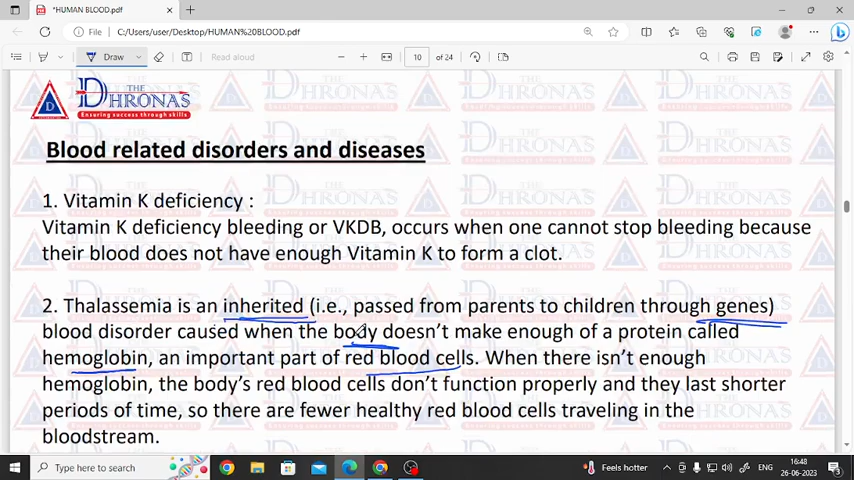 *HUMAN%20BLOOD.pdf
File
C:/Users/user/Desktop/HUMAN%20BLOOD.pdf
Draw
Read aloud
10 of 24
THE
DHRONAS
Ensuring success through skills
Blood related disorders and diseases
1. Vitamin K deficiency :
Vitamin K deficiency bleeding or VKDB, occurs when one cannot stop bleeding because
their blood does not have enough Vitamin K to form a clot.
2. Thalassemia is an inherited (i.e., passed from parents to children through genes)
blood disorder caused when the body doesn't make enough of a protein called
hemoglobin, an important part of red blood cells. When there isn't enough
hemoglobin, the body's red blood cells don't function properly and they last shorter
periods of time, so there are fewer healthy red blood cells traveling in the
bloodstream.
Type here to search
Feels hotter
ENG
16:48
26-06-2023
3